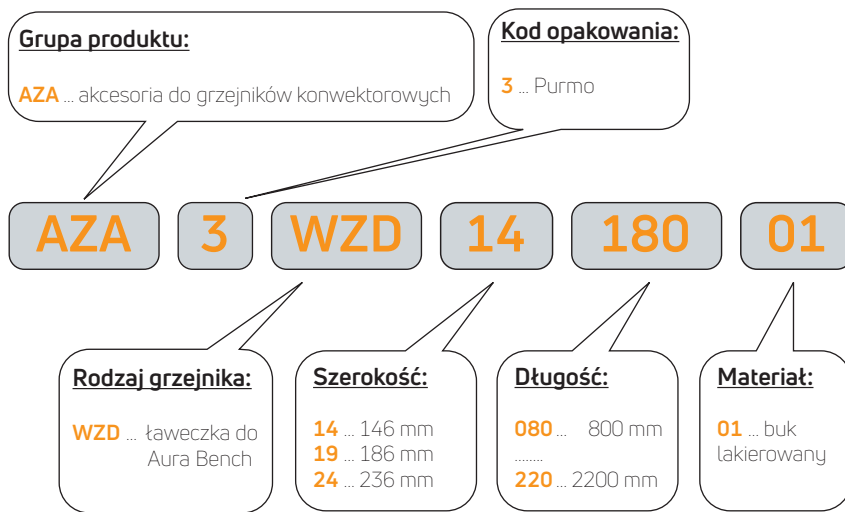 Grupa produktu:
AZA ... akcesoria do grzejników konwektorowych
Kod opakowania:
3 ... Purmo
AZA 3 WZD 14 180 01
Rodzaj grzejnika:
WZD ... ławeczka do
Aura Bench
Szerokość:
14 ... 146 mm
19 ... 186 mm
24 ... 236 mm
Długość:
080 ... 800 mm
........
220 ... 2200 mm
Materiał:
01 ... buk
lakierowany